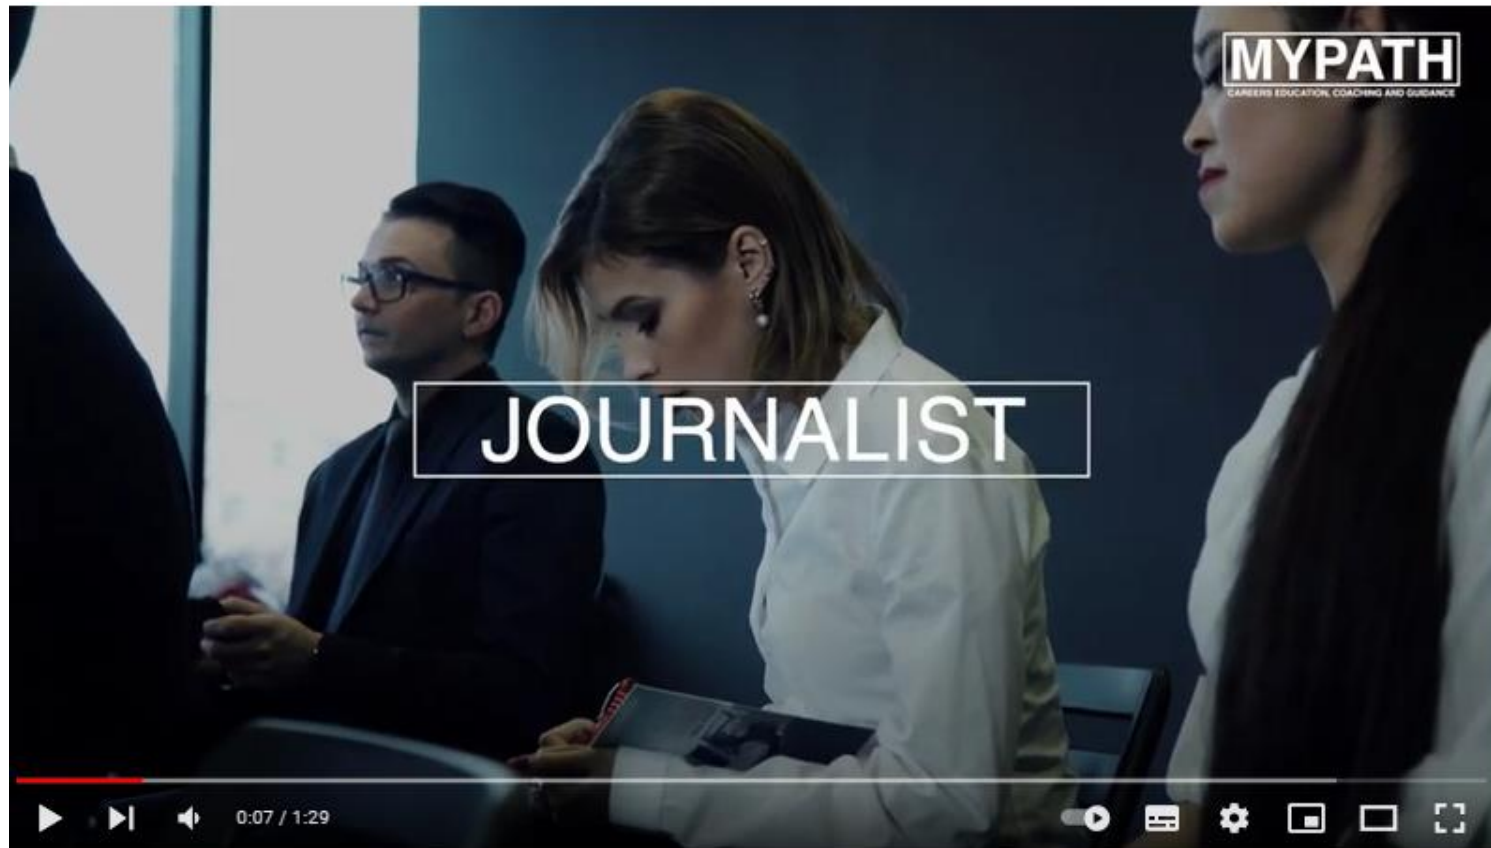 MYPATH
CAREERS EDUCATION, COACHING AND GUIDANCE
JOURNALIST
0:07 / 1:29